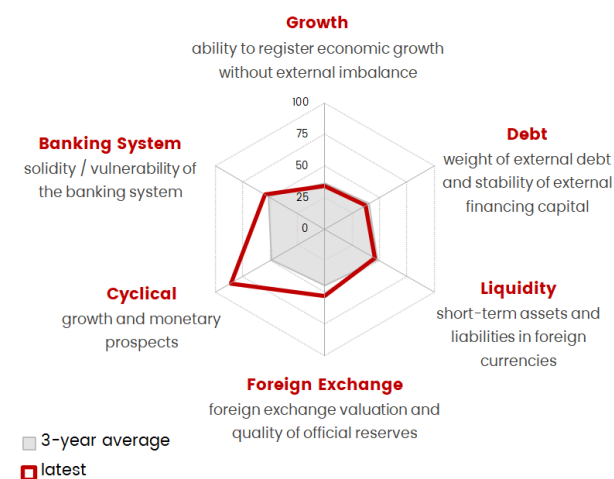 Growth
ability to register economic growth
without external imbalance
100
75
50
25
0
Banking System
solidity / vulnerability of
the banking system
Debt
weight of external debt
and stability of external
financing capital
Cyclical
growth and monetary
prospects
Liquidity
short-term assets and
liabilities in foreign
currencies
Foreign Exchange
foreign exchange valuation and
quality of official reserves
3-year average
latest